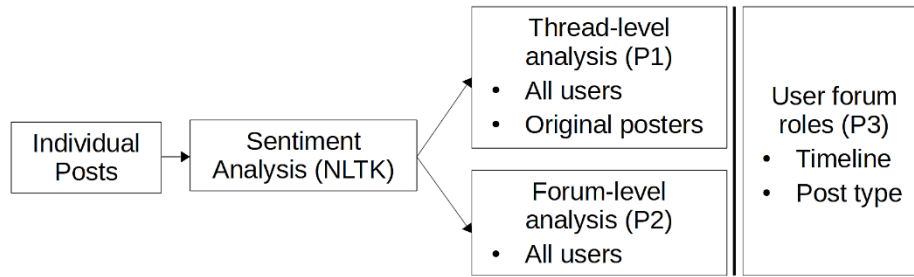 Individual
Posts
Sentiment
Analysis (NLTK)
Thread-level
analysis (P1)
• All users
• Original posters
Forum-level
analysis (P2)
• All users
User forum
roles (P3)
• Timeline
• Post type